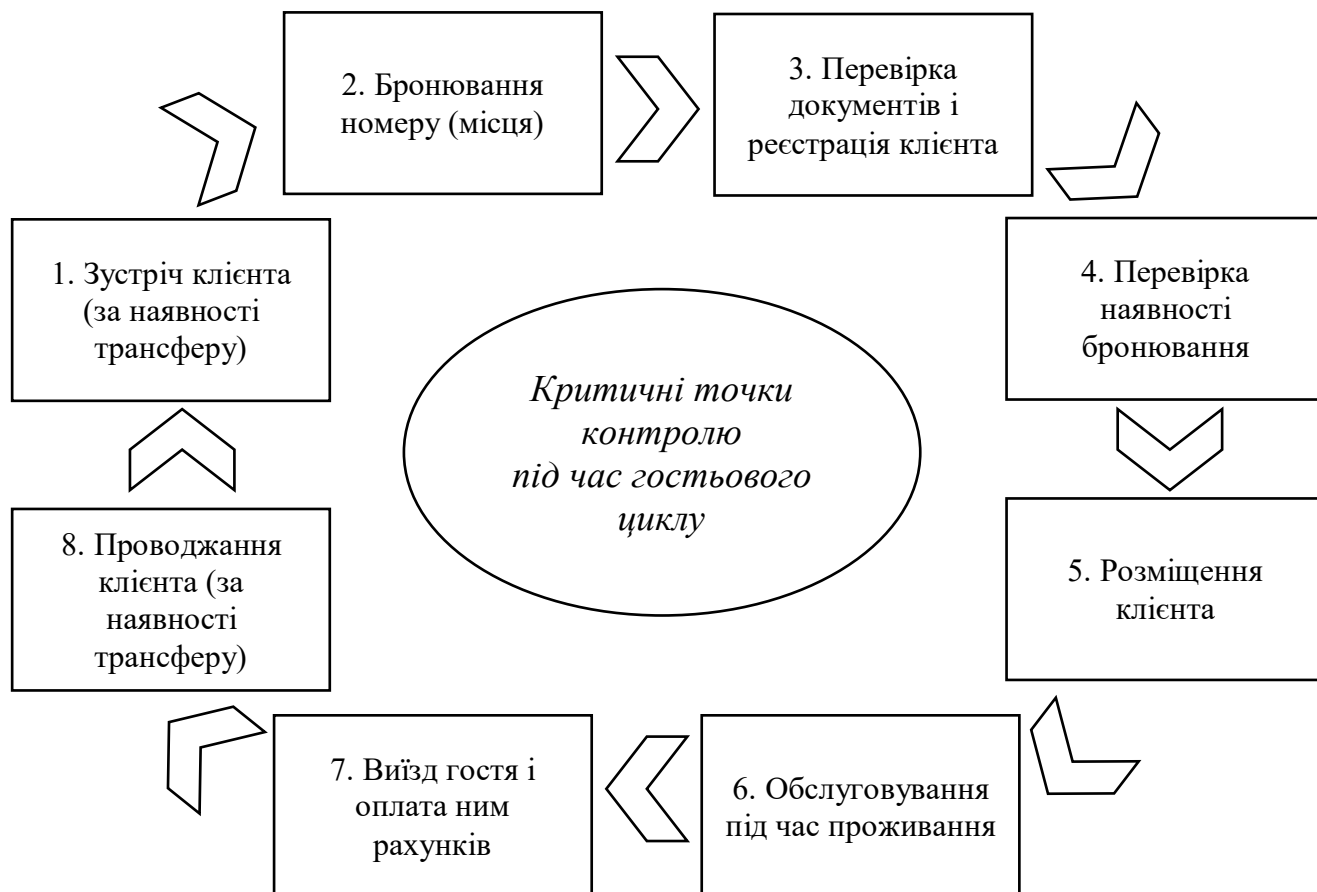 1. Зустріч клієнта
(за наявності
трансферу)
2. Бронювання
номеру (місця)
3. Перевірка
документів і
реєстрація клієнта
4. Перевірка
наявності
бронювання
5. Розміщення
клієнта
6. Обслуговування
під час проживання
7. Виїзд гостя і
оплата ним
рахунків
8. Проводжання
клієнта (за
наявності
трансферу)
Критичні точки
контролю
під час гостьового
циклу